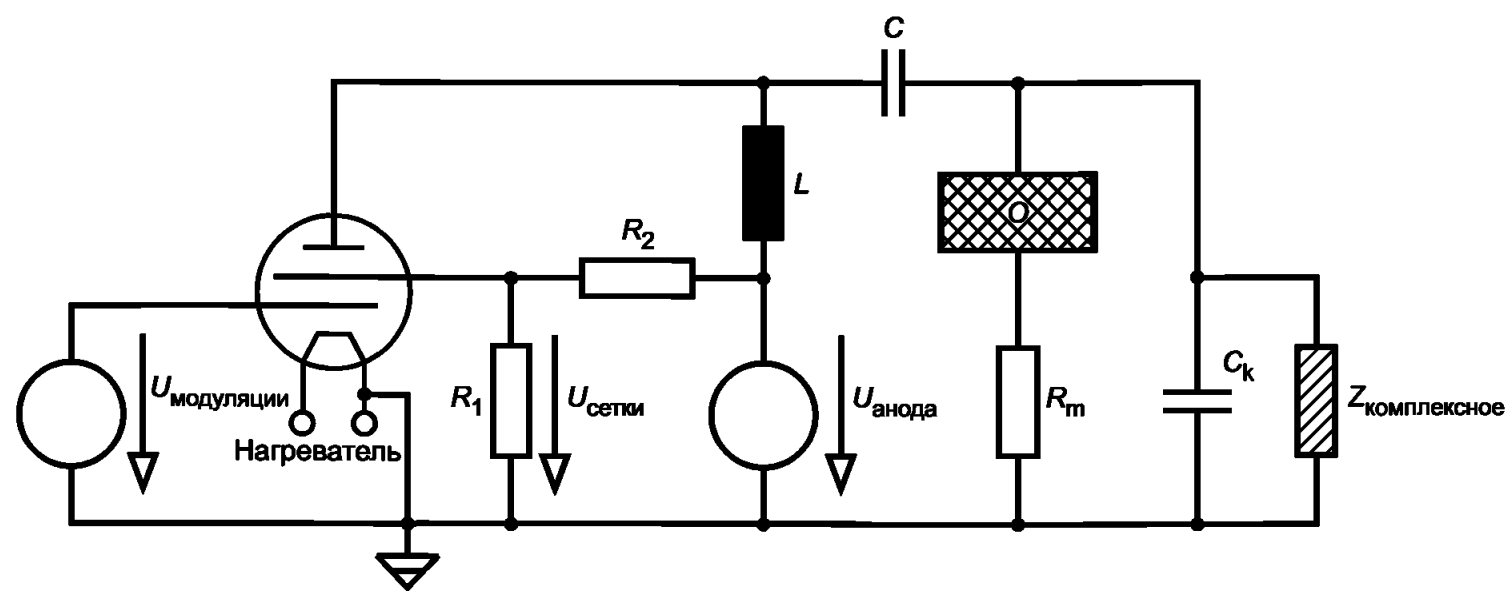 C
L
O
R2
Uмодуляции
R1
Uсетки
Uанода
Rm
Ck
Zкомплексное
Нагреватель